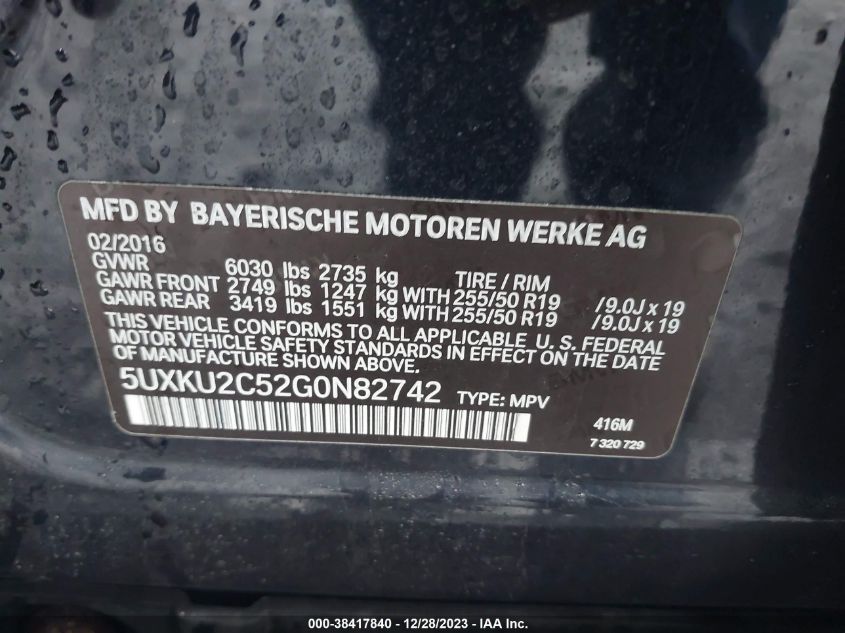 MFD BY BAYERISCHE MOTOREN WERKE AG
02/2016
GVWR 6030 lbs 2735 kg TIRE / RIM
GAWR FRONT 2749 lbs 1247 kg WITH 255/50 R19 /9.0J x 19
GAWR REAR 3419 lbs 1551 kg WITH 255/50 R19 /9.0J x 19
THIS VEHICLE CONFORMS TO ALL APPLICABLE U. S. FEDERAL
MOTOR VEHICLE SAFETY STANDARDS IN EFFECT ON THE DATE
OF MANUFACTURE SHOWN ABOVE.
5UXKU2C52G0N82742 TYPE: MPV
416M
7 320 729
000-38417840 - 12/28/2023 - IAA Inc.